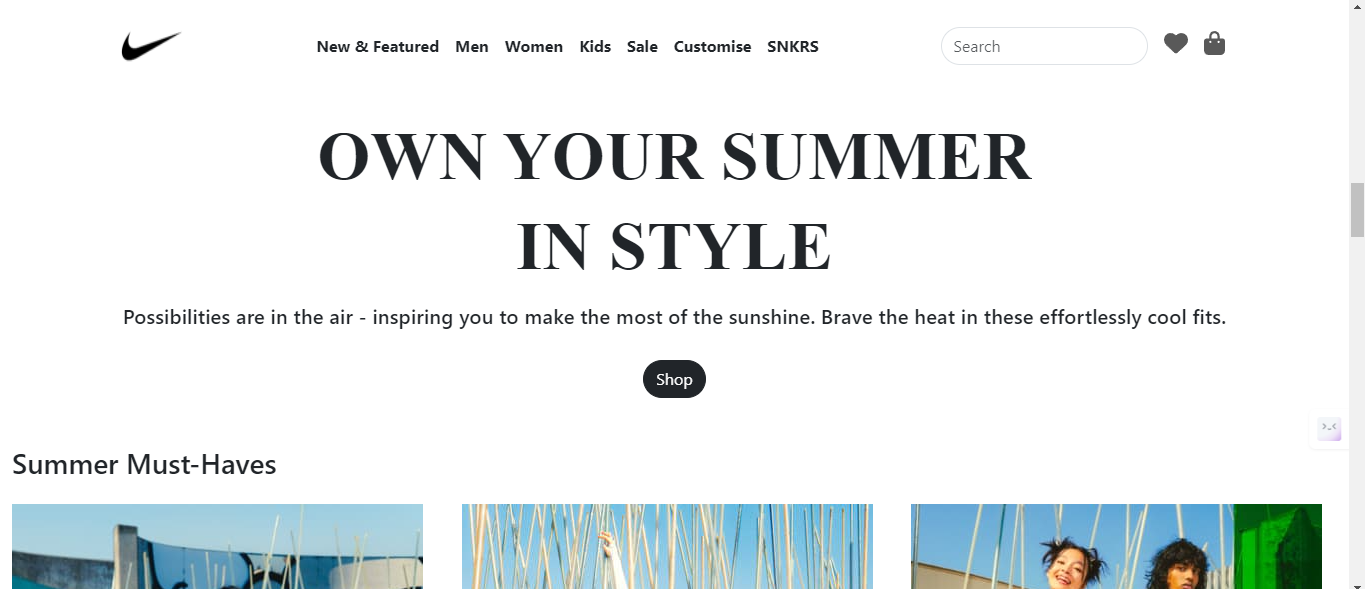 New & Featured Men Women Kids Sale Customise SNKRS Search
OWN YOUR SUMMER
IN STYLE
Possibilities are in the air - inspiring you to make the most of the sunshine. Brave the heat in these effortlessly cool fits.
Shop
Summer Must-Haves